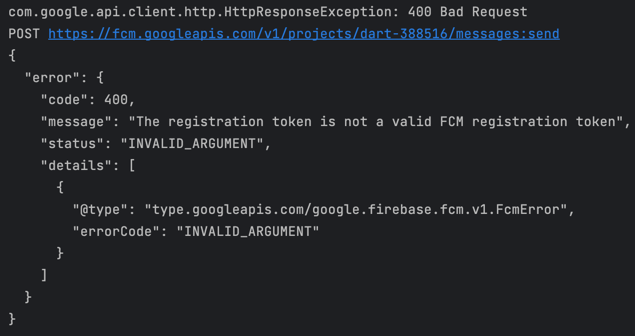 com.google.api.client.http.HttpResponseException: 400 Bad Request
POST https://fcm.googleapis.com/v1/projects/dart-388516/messages:send
{
  "error": {
    "code": 400,
    "message": "The registration token is not a valid FCM registration token",
    "status": "INVALID_ARGUMENT",
    "details": [
      {
        "@type": "type.googleapis.com/google.firebase.fcm.v1.FcmError",
        "errorCode": "INVALID_ARGUMENT"
      }
    ]
  }
}